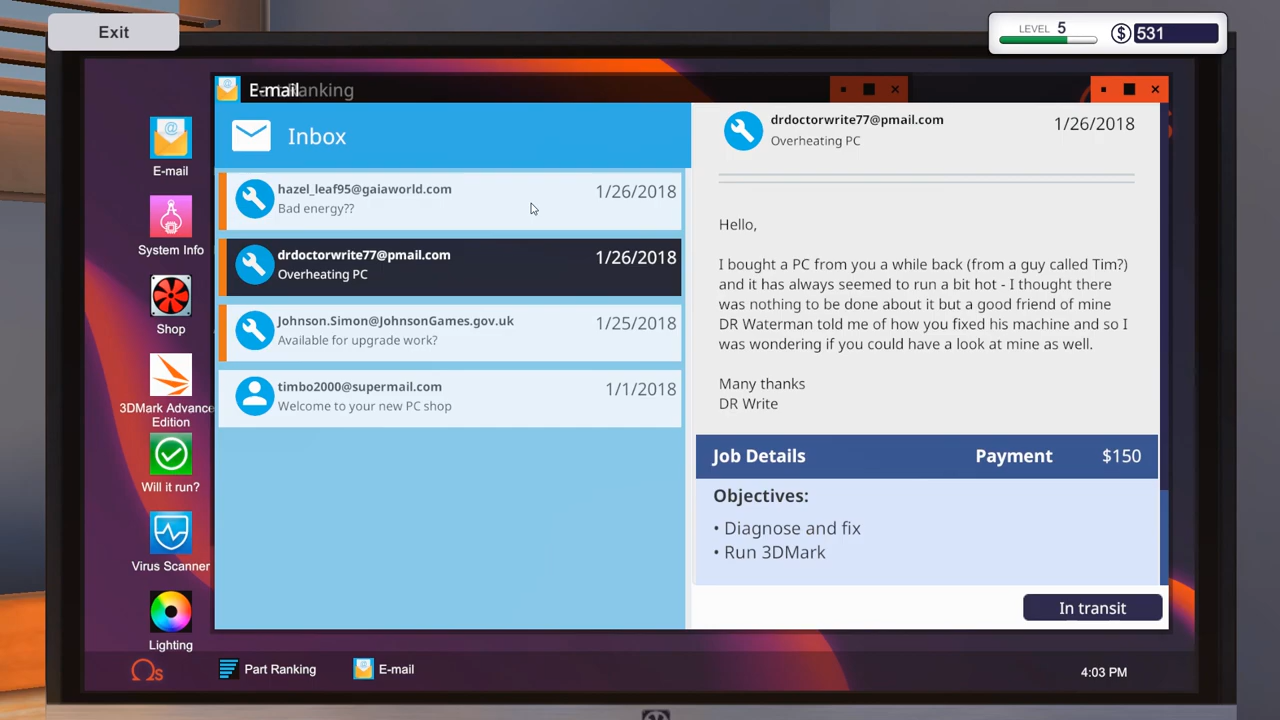 Exit
LEVEL 5
$ 531
E-mail
Inbox
hazel_leaf95@gaiaworld.com
1/26/2018
Bad energy??
drdoctorwrite77@pmail.com
1/26/2018
Overheating PC
Johnson.Simon@JohnsonGames.gov.uk
1/25/2018
Available for upgrade work?
timbo2000@supermail.com
1/1/2018
Welcome to your new PC shop
drdoctorwrite77@pmail.com
1/26/2018
Overheating PC
Hello,
I bought a PC from you a while back (from a guy called Tim?)
and it has always seemed to run a bit hot - I thought there
was nothing to be done about it but a good friend of mine
DR Waterman told me of how you fixed his machine and so I
was wondering if you could have a look at mine as well.
Many thanks
DR Write
Job Details
Payment
$150
Objectives:
• Diagnose and fix
• Run 3DMark
In transit
E-mail
System Info
Shop
3DMark Advance
Edition
Will it run?
Virus Scanner
Lighting
Ωs
Part Ranking
E-mail
4:03 PM